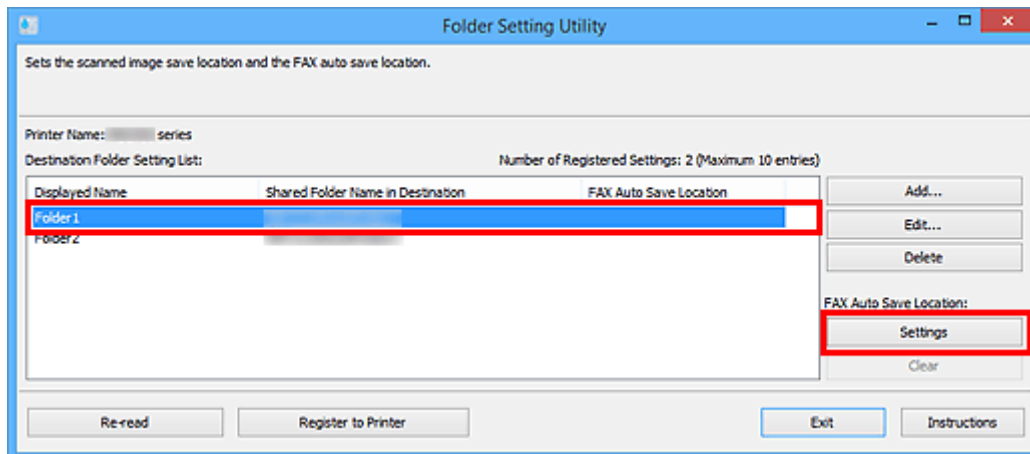 Folder Setting Utility
Sets the scanned image save location and the FAX auto save location.
Printer Name: series
Destination Folder Setting List: Number of Registered Settings: 2 (Maximum 10 entries)
Displayed Name Shared Folder Name in Destination FAX Auto Save Location
Folder1
Folder2
Add...
Edit...
Delete
FAX Auto Save Location:
Settings
Clear
Re-read Register to Printer Exit Instructions